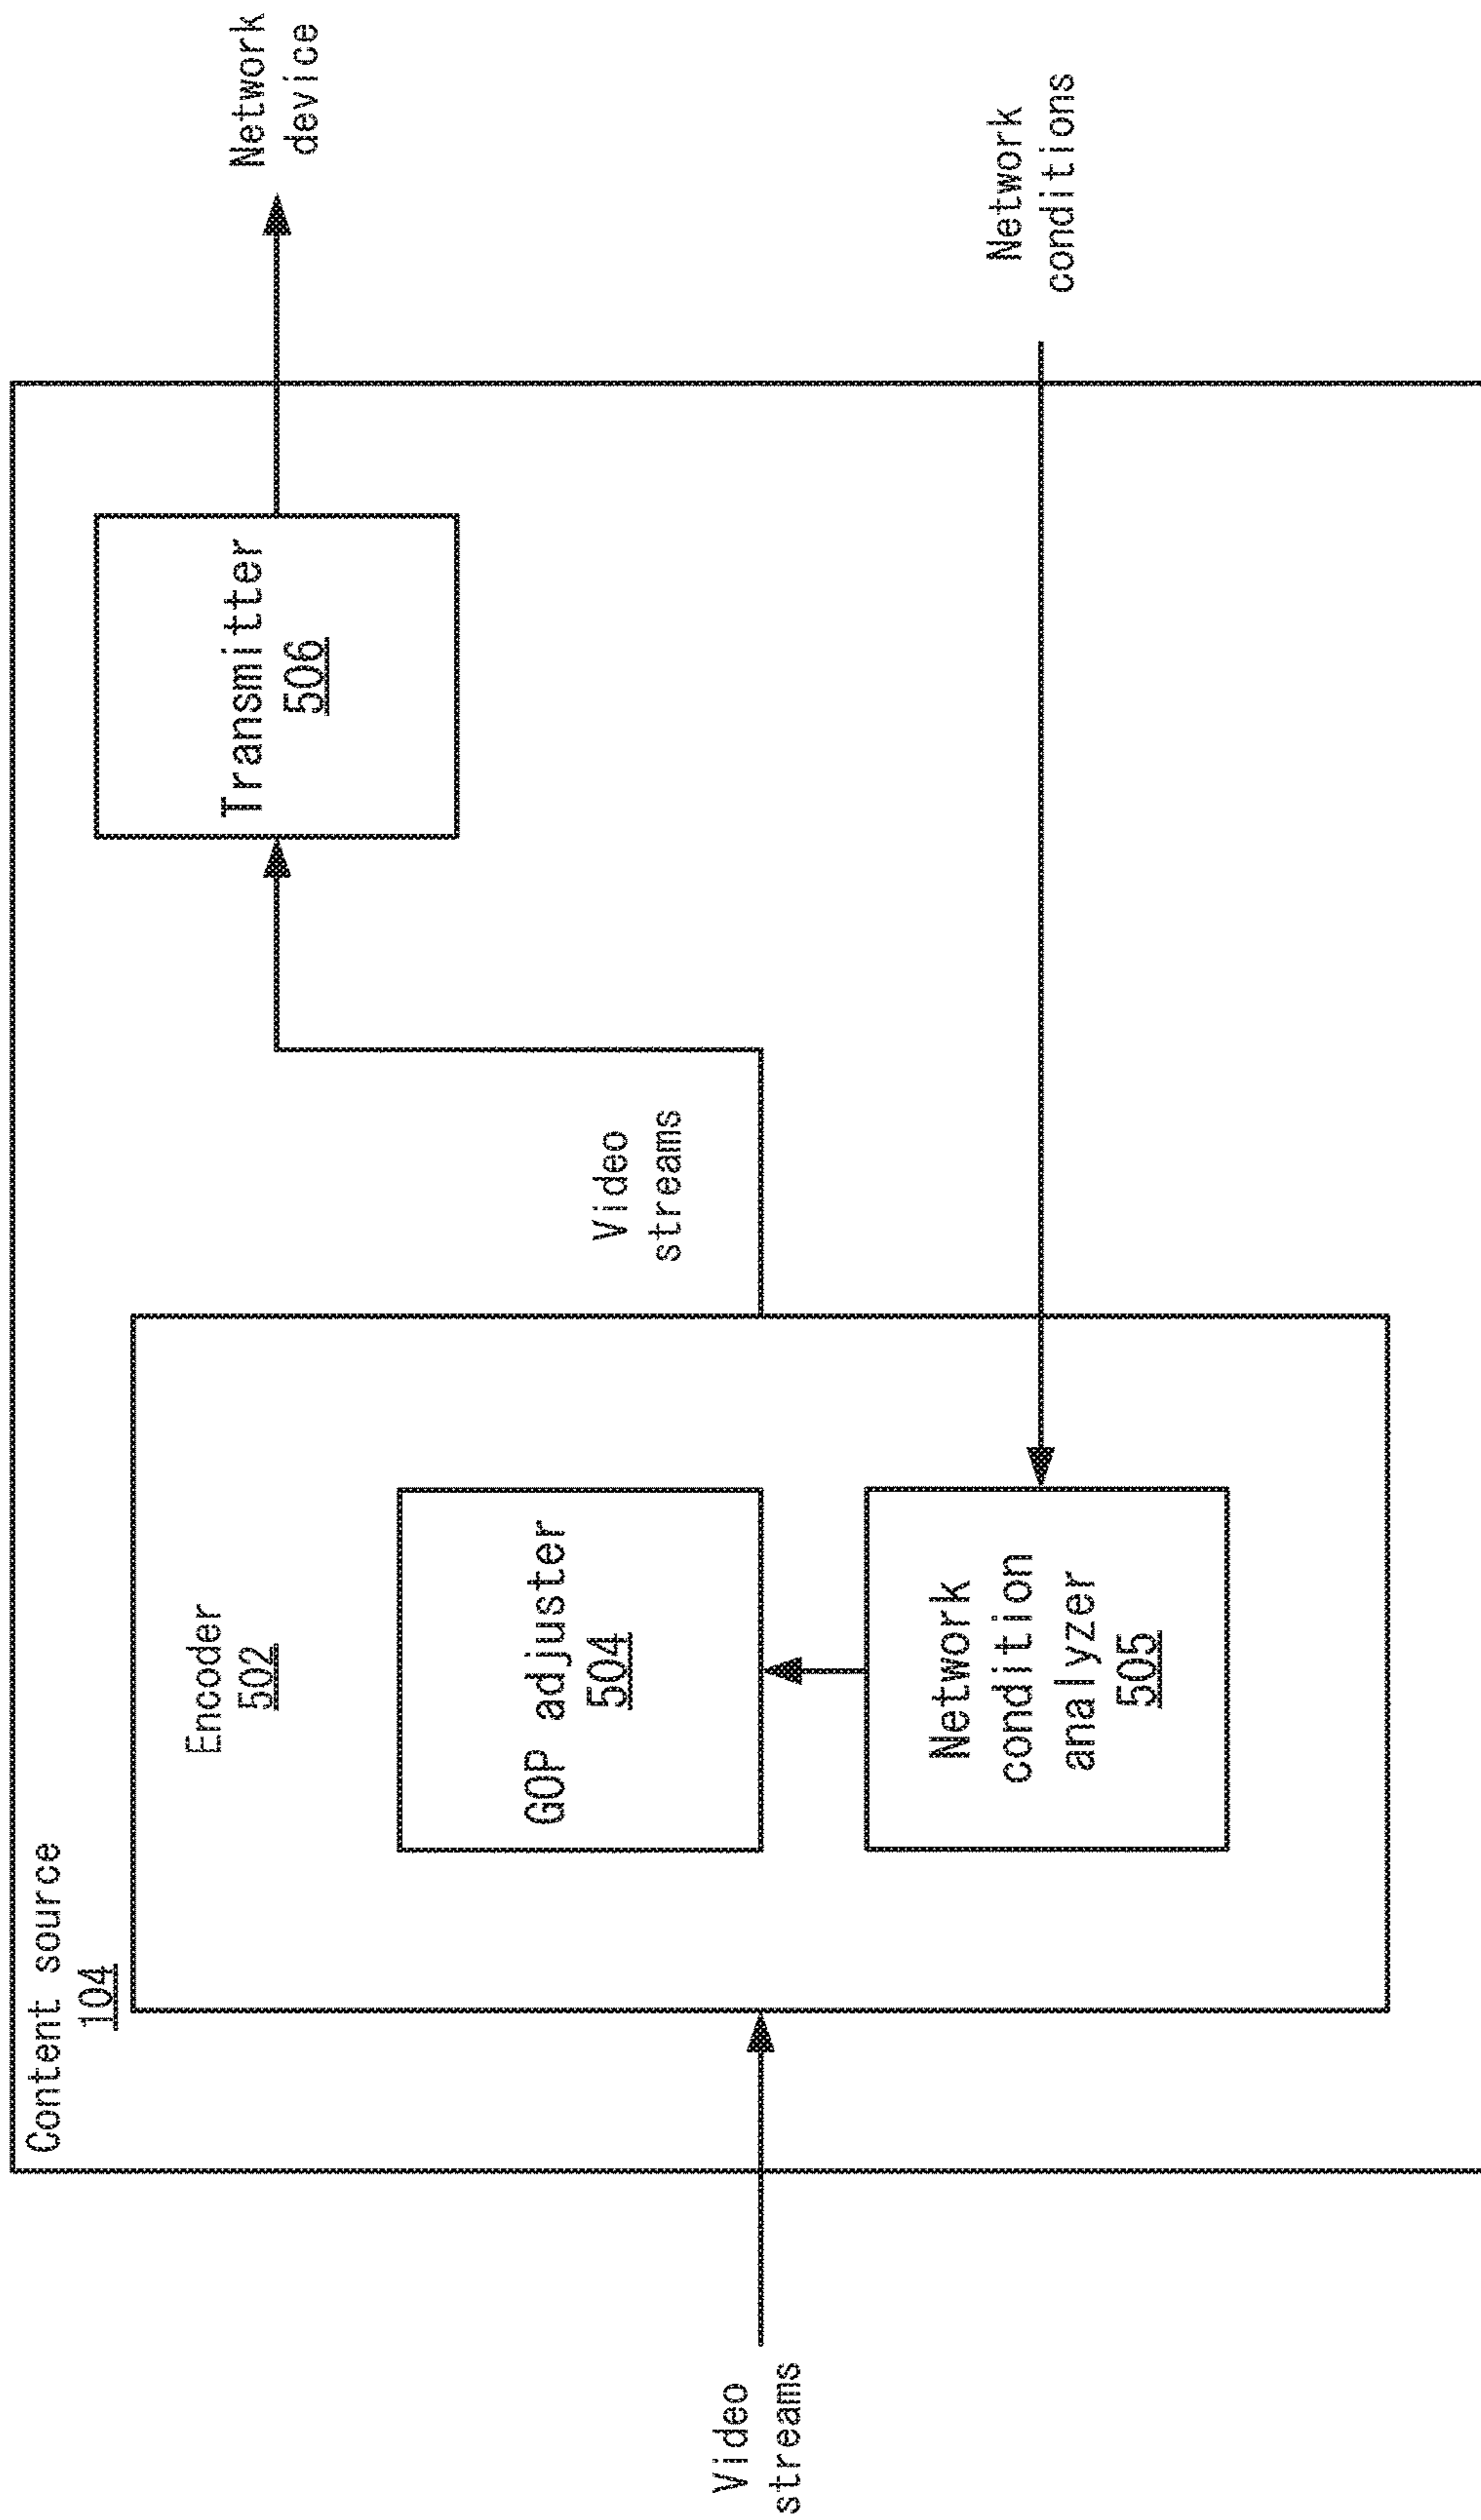 Content source
104
Encoder
502
GOP adjuster
504
Network
condition
analyzer
505
Video
streams
Video
streams
Transmitter
506
Network
device
Network
conditions